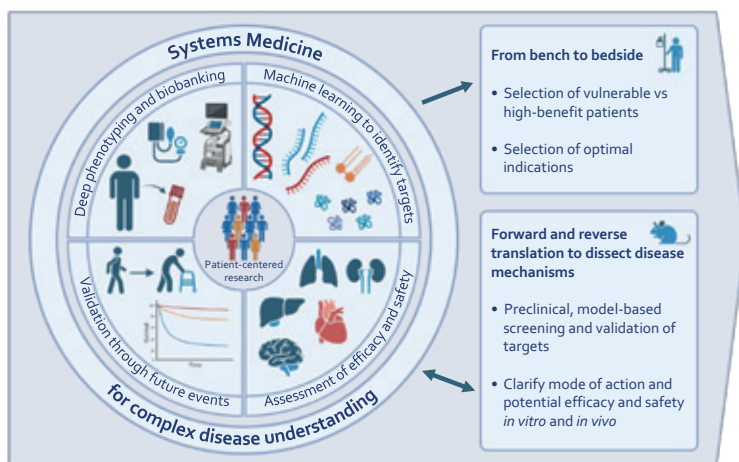 Systems Medicine
Deep phenotyping and biobanking
Machine learning to identify targets
Patient-centered
research
Validation through future events
Survival
Time
Assessment of efficacy and safety
for complex disease understanding
From bench to bedside
• Selection of vulnerable vs
high-benefit patients
• Selection of optimal
indications
Forward and reverse
translation to dissect disease
mechanisms
• Preclinical, model-based
screening and validation of
targets
• Clarify mode of action and
potential efficacy and safety
in vitro and in vivo